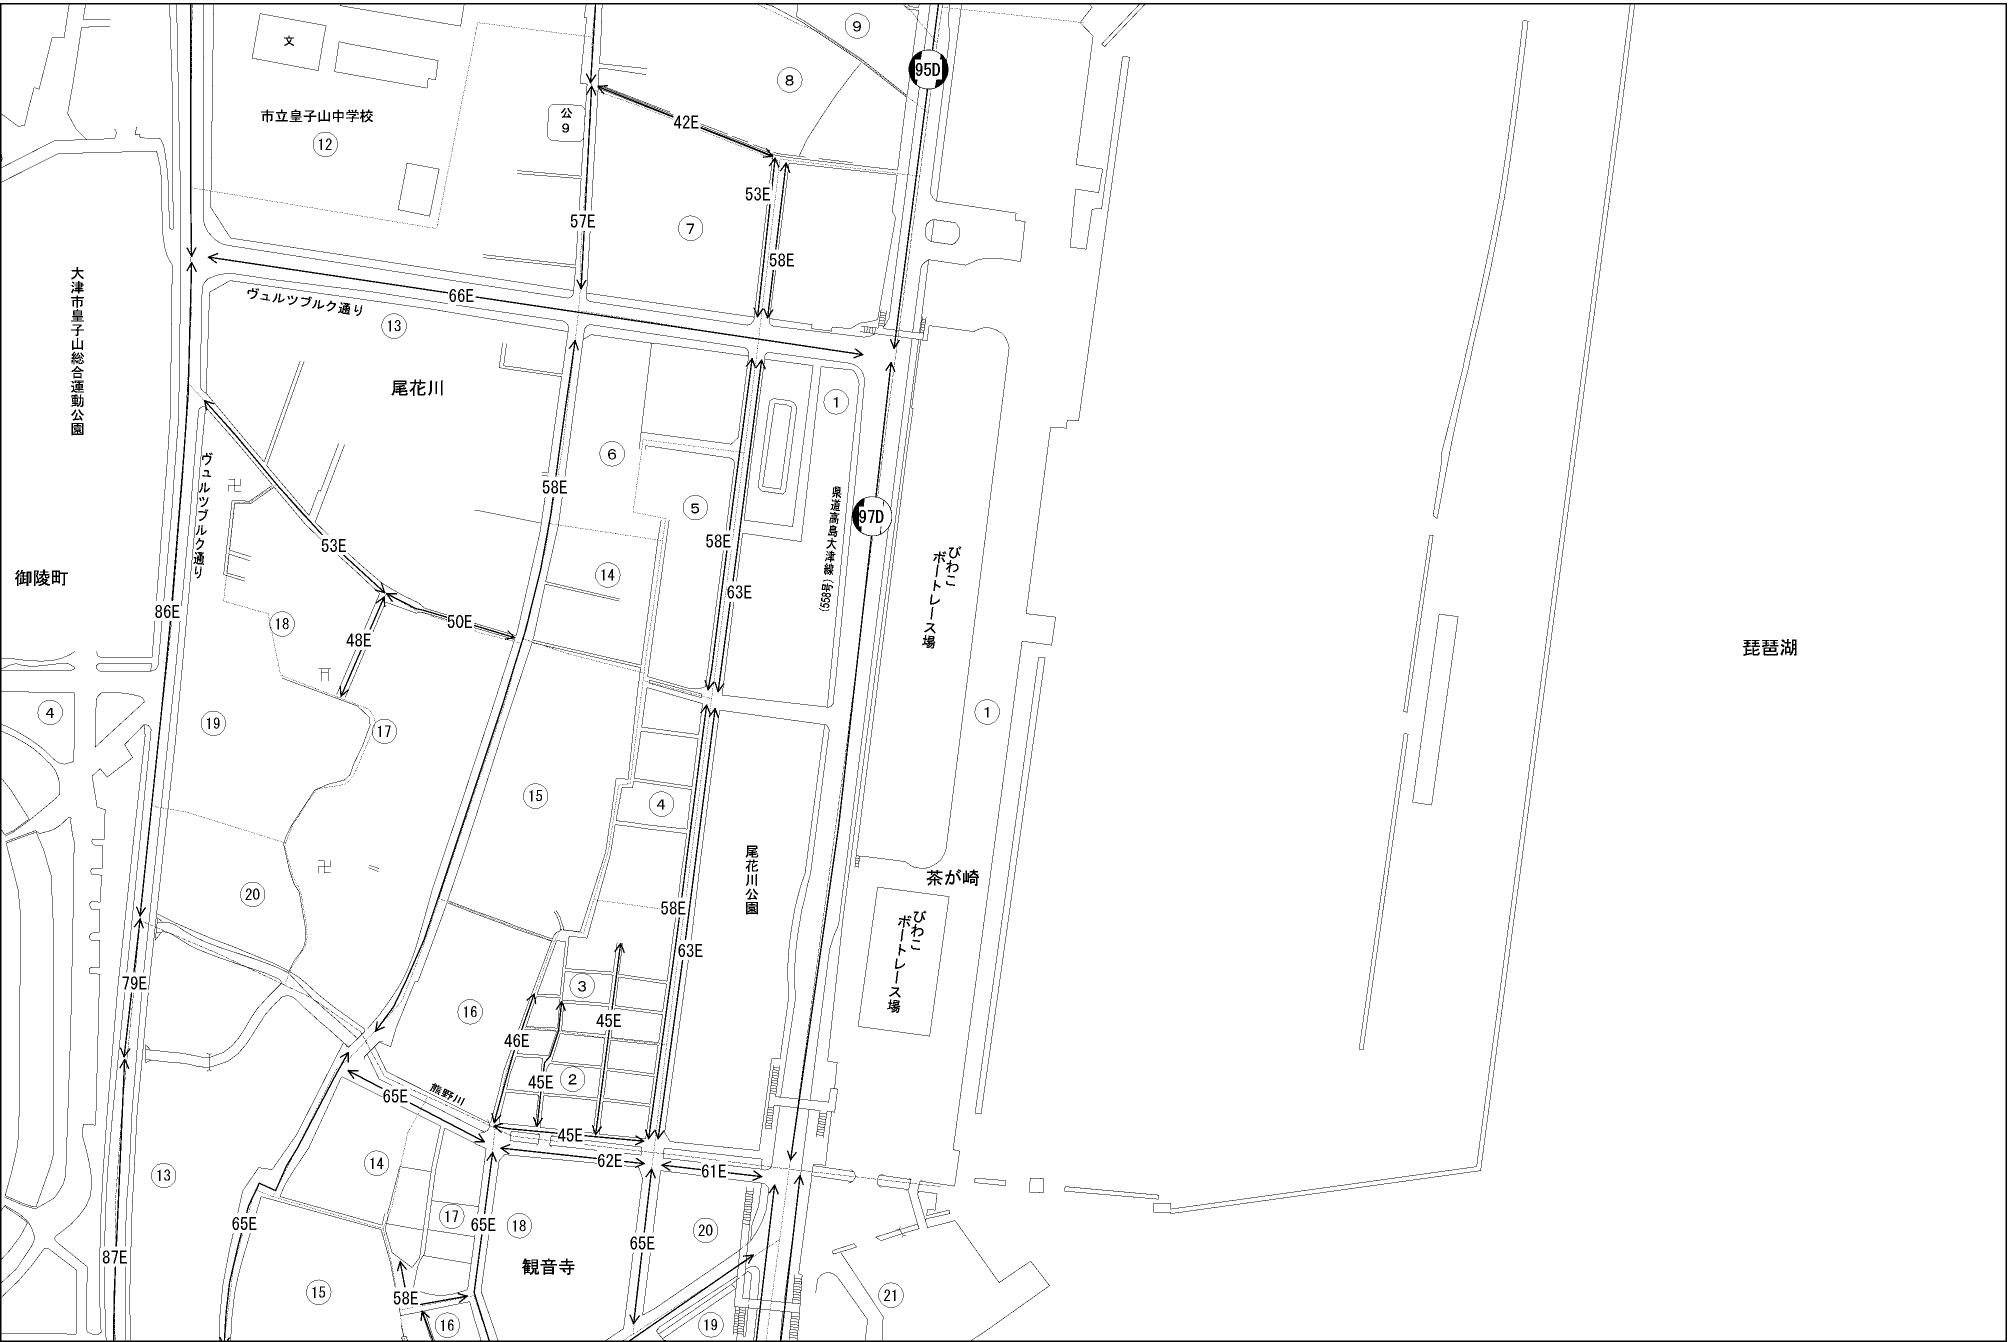 9
文
95D
8
市立皇子山中学校
公
9
42E
12
53E
57E
7
58E
大津市皇子山総合運動公園
66E
ヴュルツブルク通り
13
尾花川
1
6
ヴュルツブルク通り
卍
58E
5
県道高島大津線(558号)
97D
53E
58E
びわこ
ボートレース場
14
御陵町
63E
86E
50E
18
48E
琵琶湖
4
19
17
1
15
4
尾花川公園
卍
茶が崎
20
58E
びわこ
ボートレース場
63E
79E
3
16
45E
46E
45E
2
65E
熊野川
45E
62E
61E
14
13
17
65E
65E
18
20
65E
87E
観音寺
15
58E
21
16
19